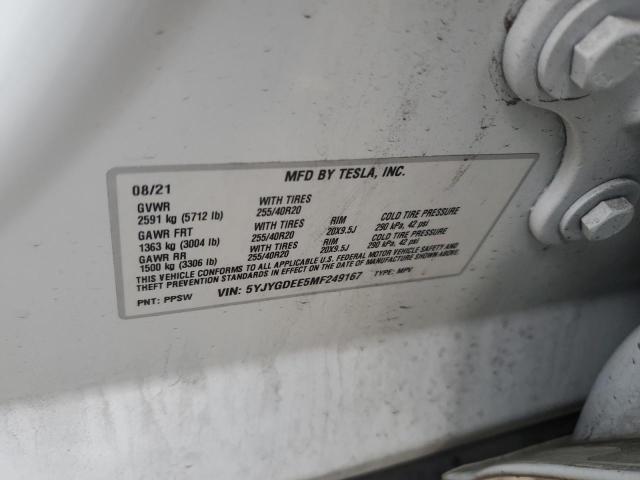 MFD BY TESLA, INC.
08/21
GVWR WITH TIRES
2591 kg (5712 lb) 255/40R20 RIM COLD TIRE PRESSURE
GAWR FRT 255/40R20 20X9.5J 290 kPa, 42 psi
1363 kg (3004 lb) WITH TIRES RIM COLD TIRE PRESSURE
GAWR RR 255/40R20 20X9.5J 290 kPa, 42 psi
1500 kg (3306 lb)
THIS VEHICLE CONFORMS TO ALL APPLICABLE U.S. FEDERAL MOTOR VEHICLE SAFETY AND
THEFT PREVENTION STANDARDS IN EFFECT ON THE DATE OF MANUFACTURE SHOWN ABOVE.
PNT: PPSW VIN: 5YJYGDEE5MF249167 TYPE: MPV